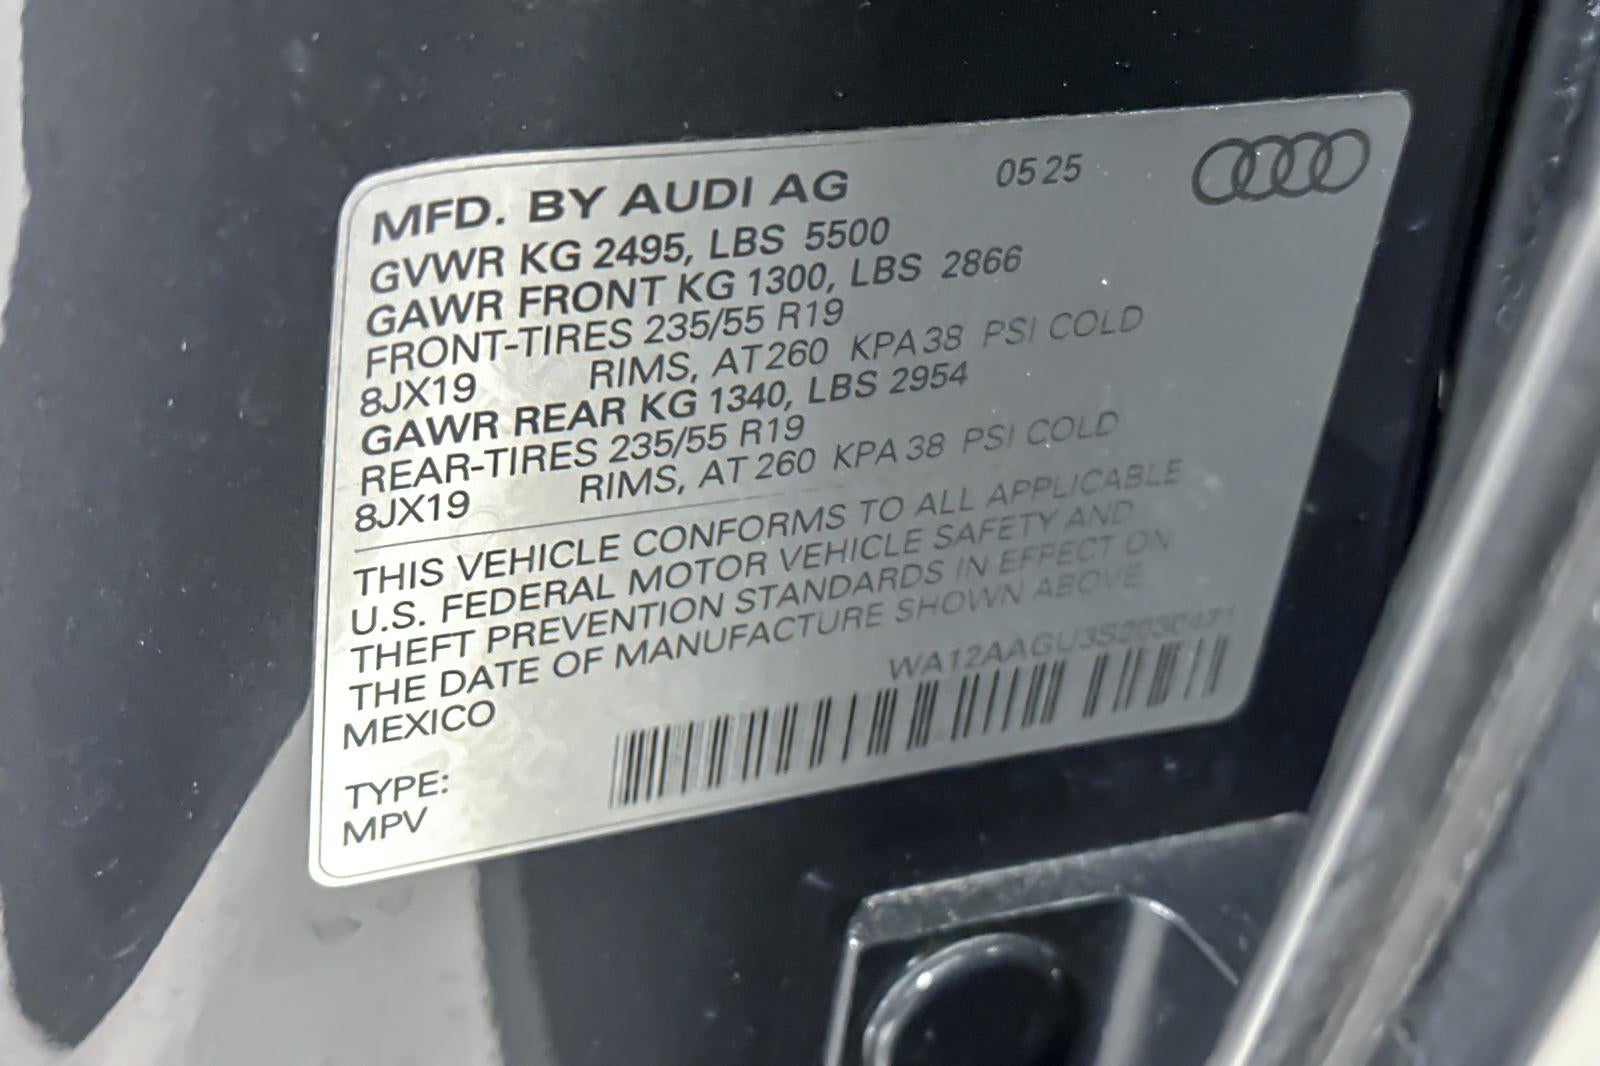 MFD. BY AUDI AG 05 25
GVWR KG 2495, LBS 5500
GAWR FRONT KG 1300, LBS 2866
FRONT-TIRES 235/55 R19
8JX19 RIMS, AT 260 KPA 38 PSI COLD
GAWR REAR KG 1340, LBS 2954
REAR-TIRES 235/55 R19
8JX19 RIMS, AT 260 KPA 38 PSI COLD
THIS VEHICLE CONFORMS TO ALL APPLICABLE
U.S. FEDERAL MOTOR VEHICLE SAFETY AND
THEFT PREVENTION STANDARDS IN EFFECT ON
THE DATE OF MANUFACTURE SHOWN ABOVE
WA12AAGU3S2030471
MEXICO
TYPE:
MPV